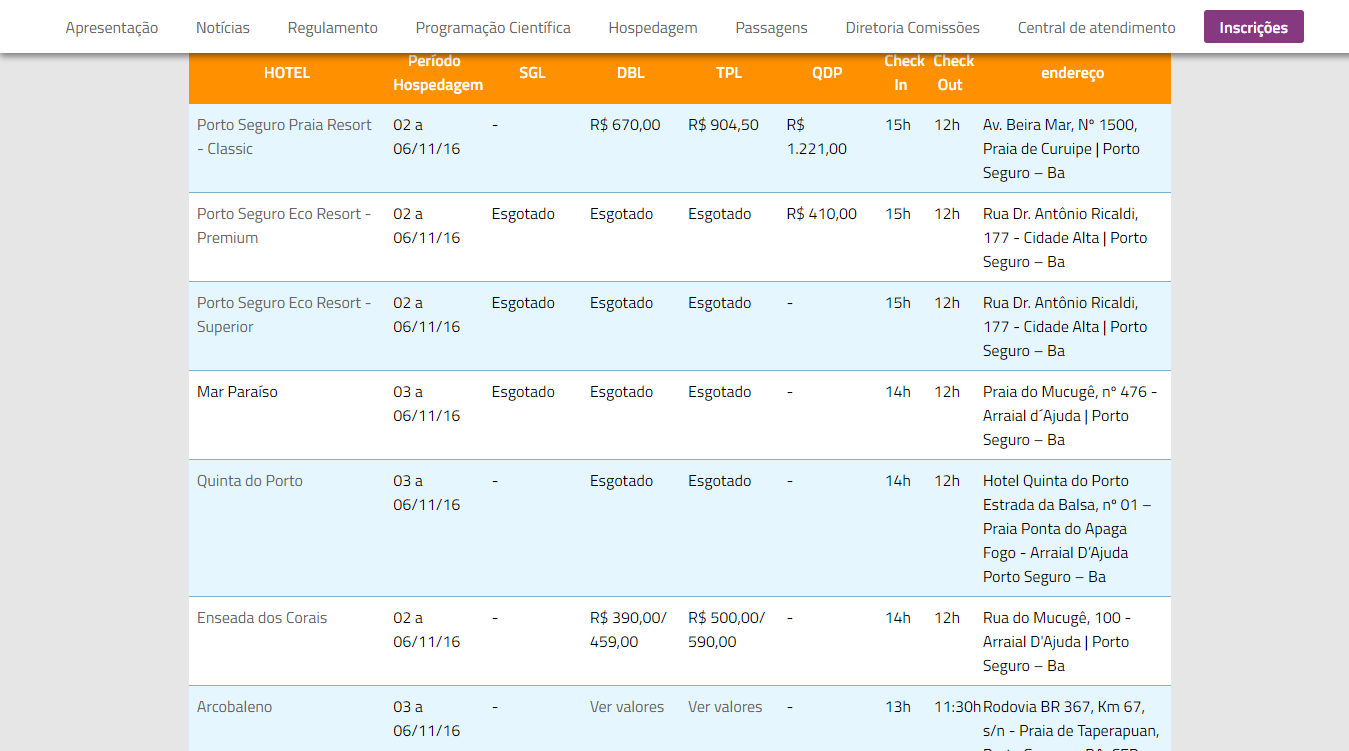 Apresentação Notícias Regulamento Programação Científica Hospedagem Passagens Diretoria Comissões Central de atendimento Inscrições
HOTEL Período Hospedagem SGL DBL TPL QDP Check In Check Out endereço
Porto Seguro Praia Resort 02 a - R$ 670,00 R$ 904,50 R$ 15h 12h Av. Beira Mar, Nº 1500,
- Classic 06/11/16 1.221,00 Praia de Curuipe | Porto
Seguro – Ba
Porto Seguro Eco Resort - 02 a Esgotado Esgotado Esgotado R$ 410,00 15h 12h Rua Dr. Antônio Ricaldi,
Premium 06/11/16 177 - Cidade Alta | Porto
Seguro – Ba
Porto Seguro Eco Resort - 02 a Esgotado Esgotado Esgotado - 15h 12h Rua Dr. Antônio Ricaldi,
Superior 06/11/16 177 - Cidade Alta | Porto
Seguro – Ba
Mar Paraíso 03 a Esgotado Esgotado Esgotado - 14h 12h Praia do Mucugê, nº 476 -
06/11/16 Arraial d´Ajuda | Porto
Seguro – Ba
Quinta do Porto 03 a - Esgotado Esgotado - 14h 12h Hotel Quinta do Porto
06/11/16 Estrada da Balsa, nº 01 –
Praia Ponta do Apaga
Fogo - Arraial D'Ajuda
Porto Seguro – Ba
Enseada dos Corais 02 a - R$ 390,00/ R$ 500,00/ - 14h 12h Rua do Mucugê, 100 -
06/11/16 459,00 590,00 Arraial D'Ajuda | Porto
Seguro – Ba
Arcobaleno 03 a - Ver valores Ver valores - 13h 11:30h Rodovia BR 367, Km 67,
06/11/16 s/n - Praia de Taperapuan,